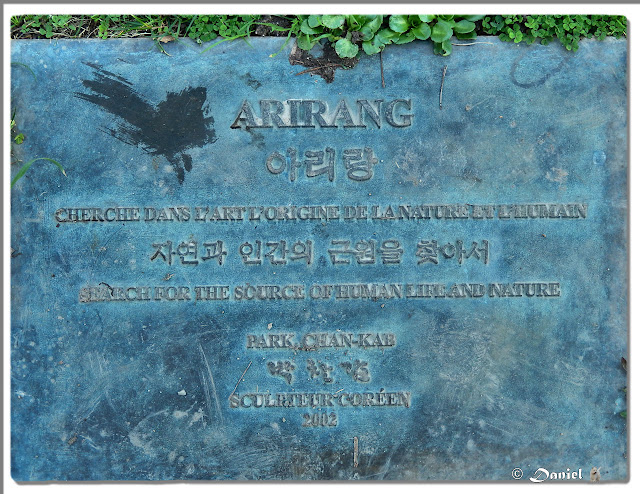 ARIRANG
아리랑
CHERCHE DANS L'ART L'ORIGINE DE LA NATURE ET L'HUMAIN
자연과 인간의 근원을 찾아서
SEARCH FOR THE SOURCE OF HUMAN LIFE AND NATURE
PARK, CHAN-KAB
박찬갑
SCULPTEUR CORÉEN
2002
© Daniel